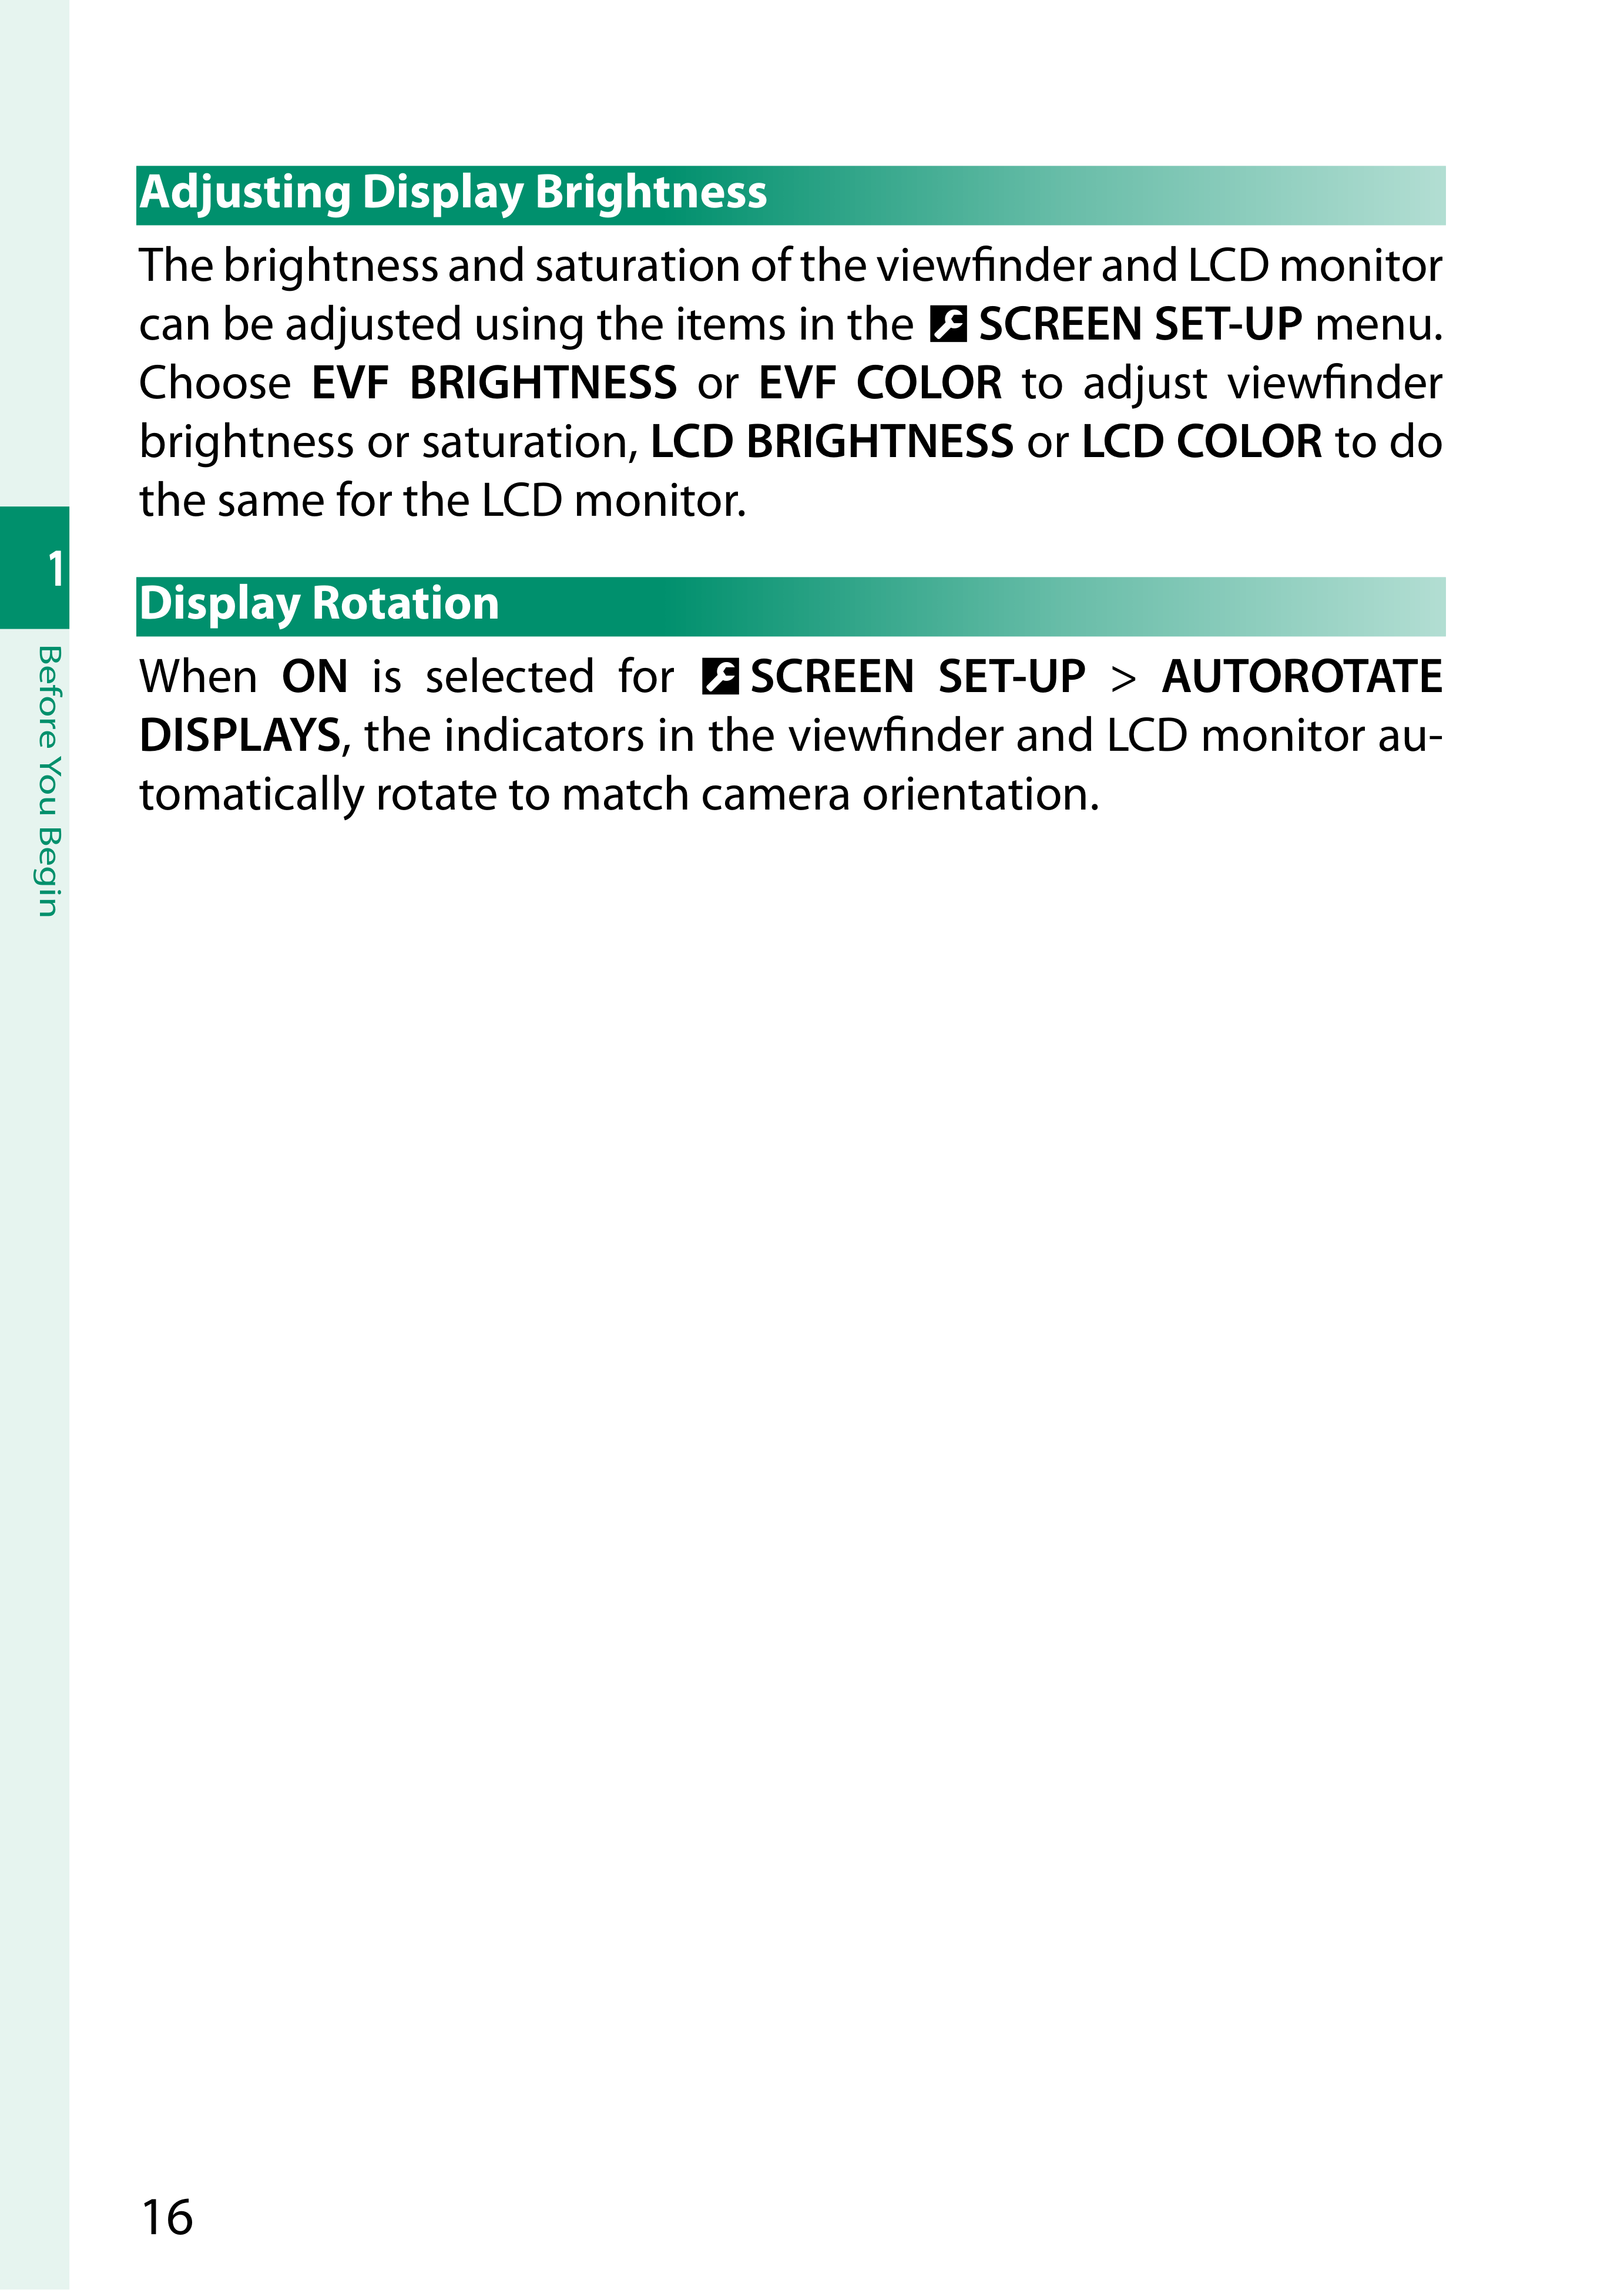 Adjusting Display Brightness
The brightness and saturation of the viewfinder and LCD monitor
can be adjusted using the items in the SCREEN SET-UP menu.
Choose EVF BRIGHTNESS or EVF COLOR to adjust viewfinder
brightness or saturation, LCD BRIGHTNESS or LCD COLOR to do
the same for the LCD monitor.
1
Display Rotation
Before You Begin
When ON is selected for SCREEN SET-UP > AUTOROTATE
DISPLAYS, the indicators in the viewfinder and LCD monitor au-
tomatically rotate to match camera orientation.
16